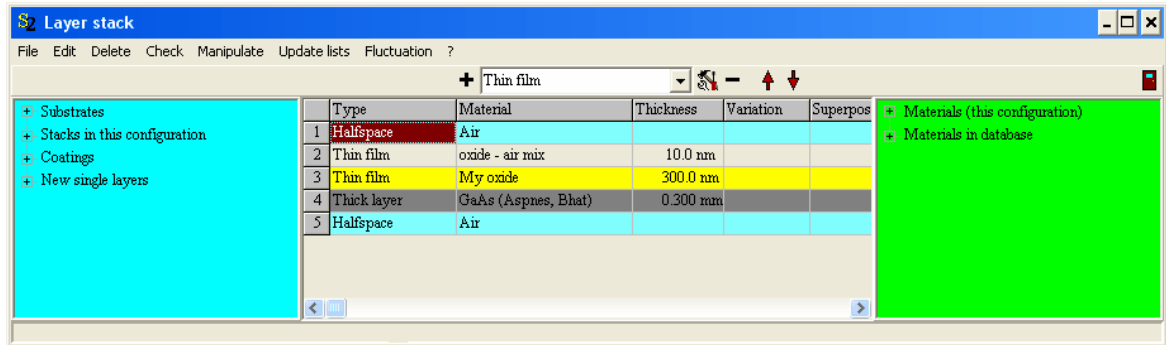 S2 Layer stack
File Edit Delete Check Manipulate Update lists Fluctuation ?
Thin film
Substrates
Stacks in this configuration
Coatings
New single layers
Type Material Thickness Variation Superpos
1 Halfspace Air
2 Thin film oxide - air mix 10.0 nm
3 Thin film My oxide 300.0 nm
4 Thick layer GaAs (Aspnes, Bhat) 0.300 mm
5 Halfspace Air
Materials (this configuration)
Materials in database